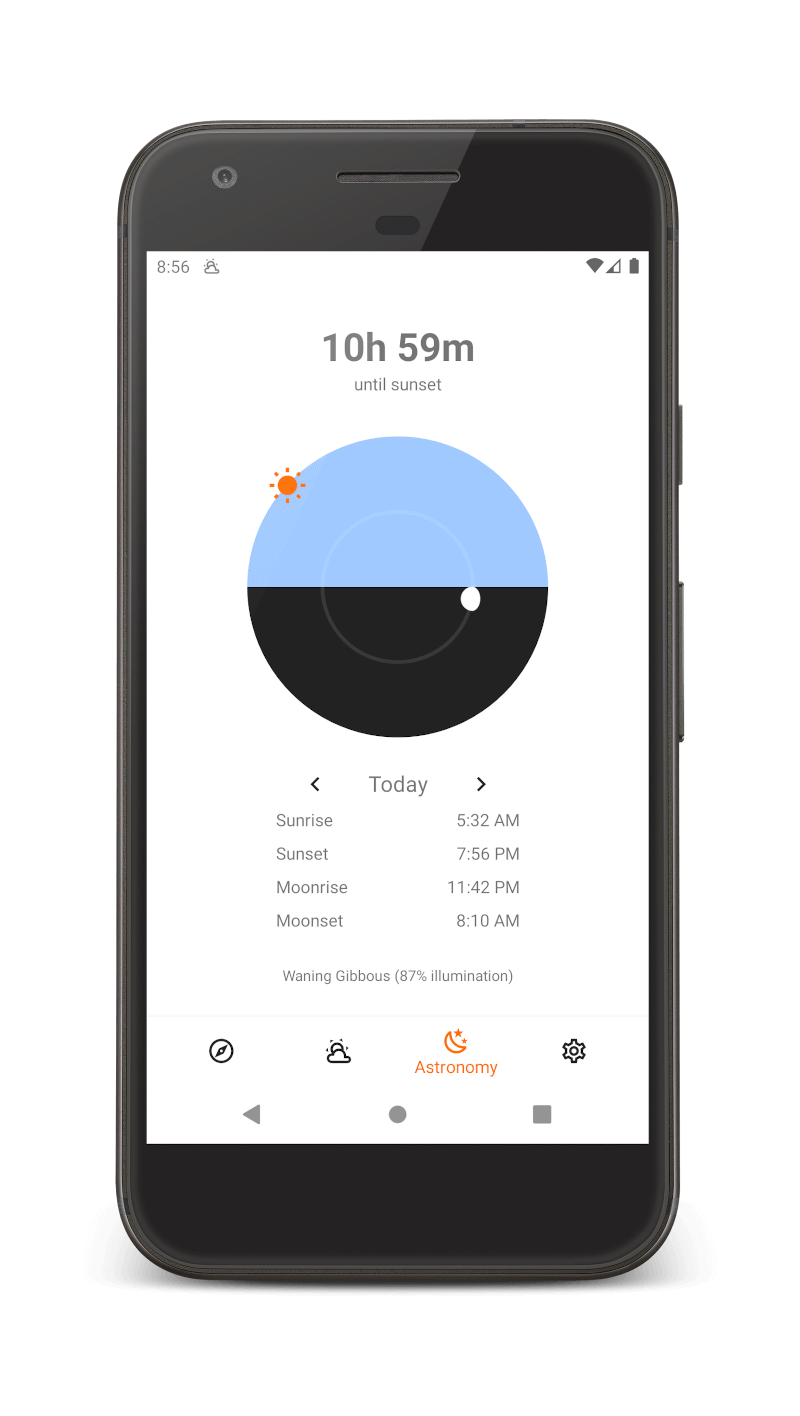 8:56
10h 59m
until sunset
Today
Sunrise 5:32 AM
Sunset 7:56 PM
Moonrise 11:42 PM
Moonset 8:10 AM
Waning Gibbous (87% illumination)
Astronomy